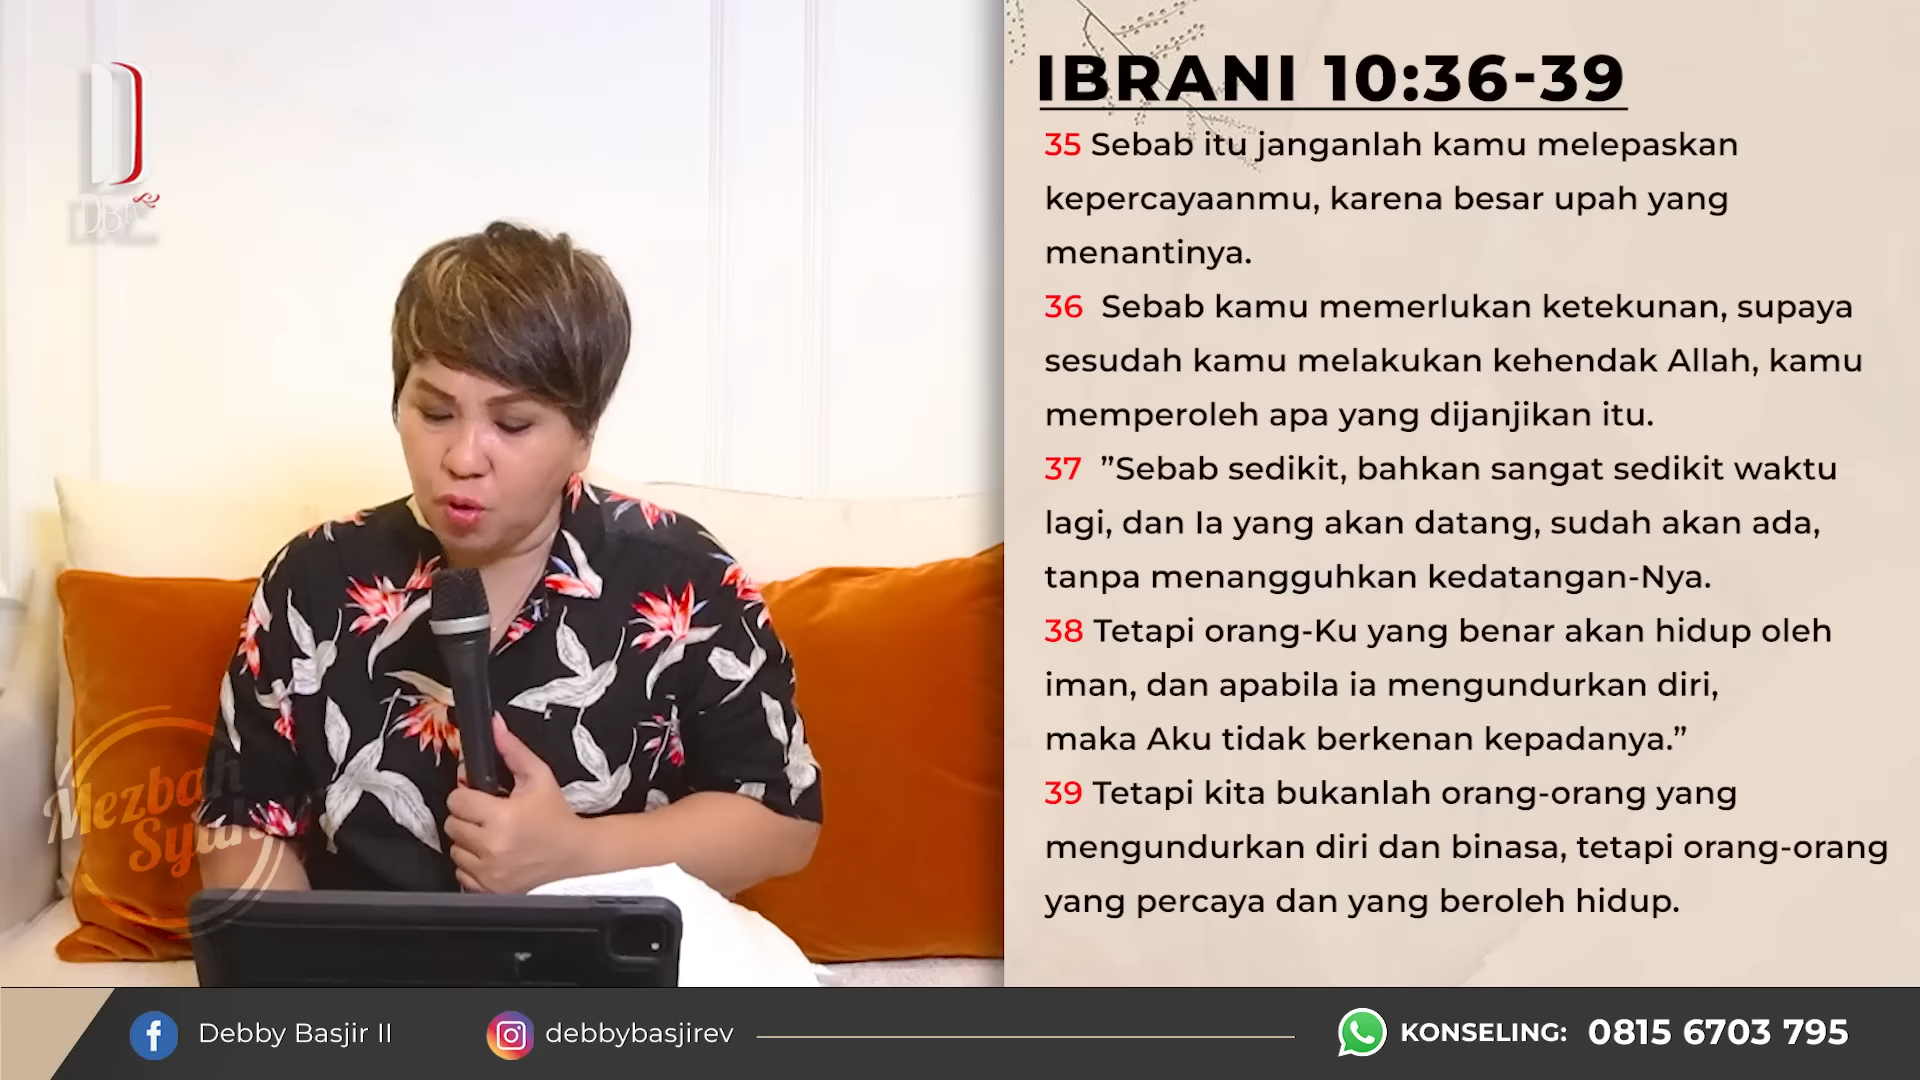 IBRANI 10:36-39
35 Sebab itu janganlah kamu melepaskan
kepercayaanmu, karena besar upah yang
menantinya.
36 Sebab kamu memerlukan ketekunan, supaya
sesudah kamu melakukan kehendak Allah, kamu
memperoleh apa yang dijanjikan itu.
37 ”Sebab sedikit, bahkan sangat sedikit waktu
lagi, dan Ia yang akan datang, sudah akan ada,
tanpa menangguhkan kedatangan-Nya.
38 Tetapi orang-Ku yang benar akan hidup oleh
iman, dan apabila ia mengundurkan diri,
maka Aku tidak berkenan kepadanya.”
39 Tetapi kita bukanlah orang-orang yang
mengundurkan diri dan binasa, tetapi orang-orang
yang percaya dan yang beroleh hidup.
Mezbah
Debby Basjir II
debbybasjirev
KONSELING: 0815 6703 795